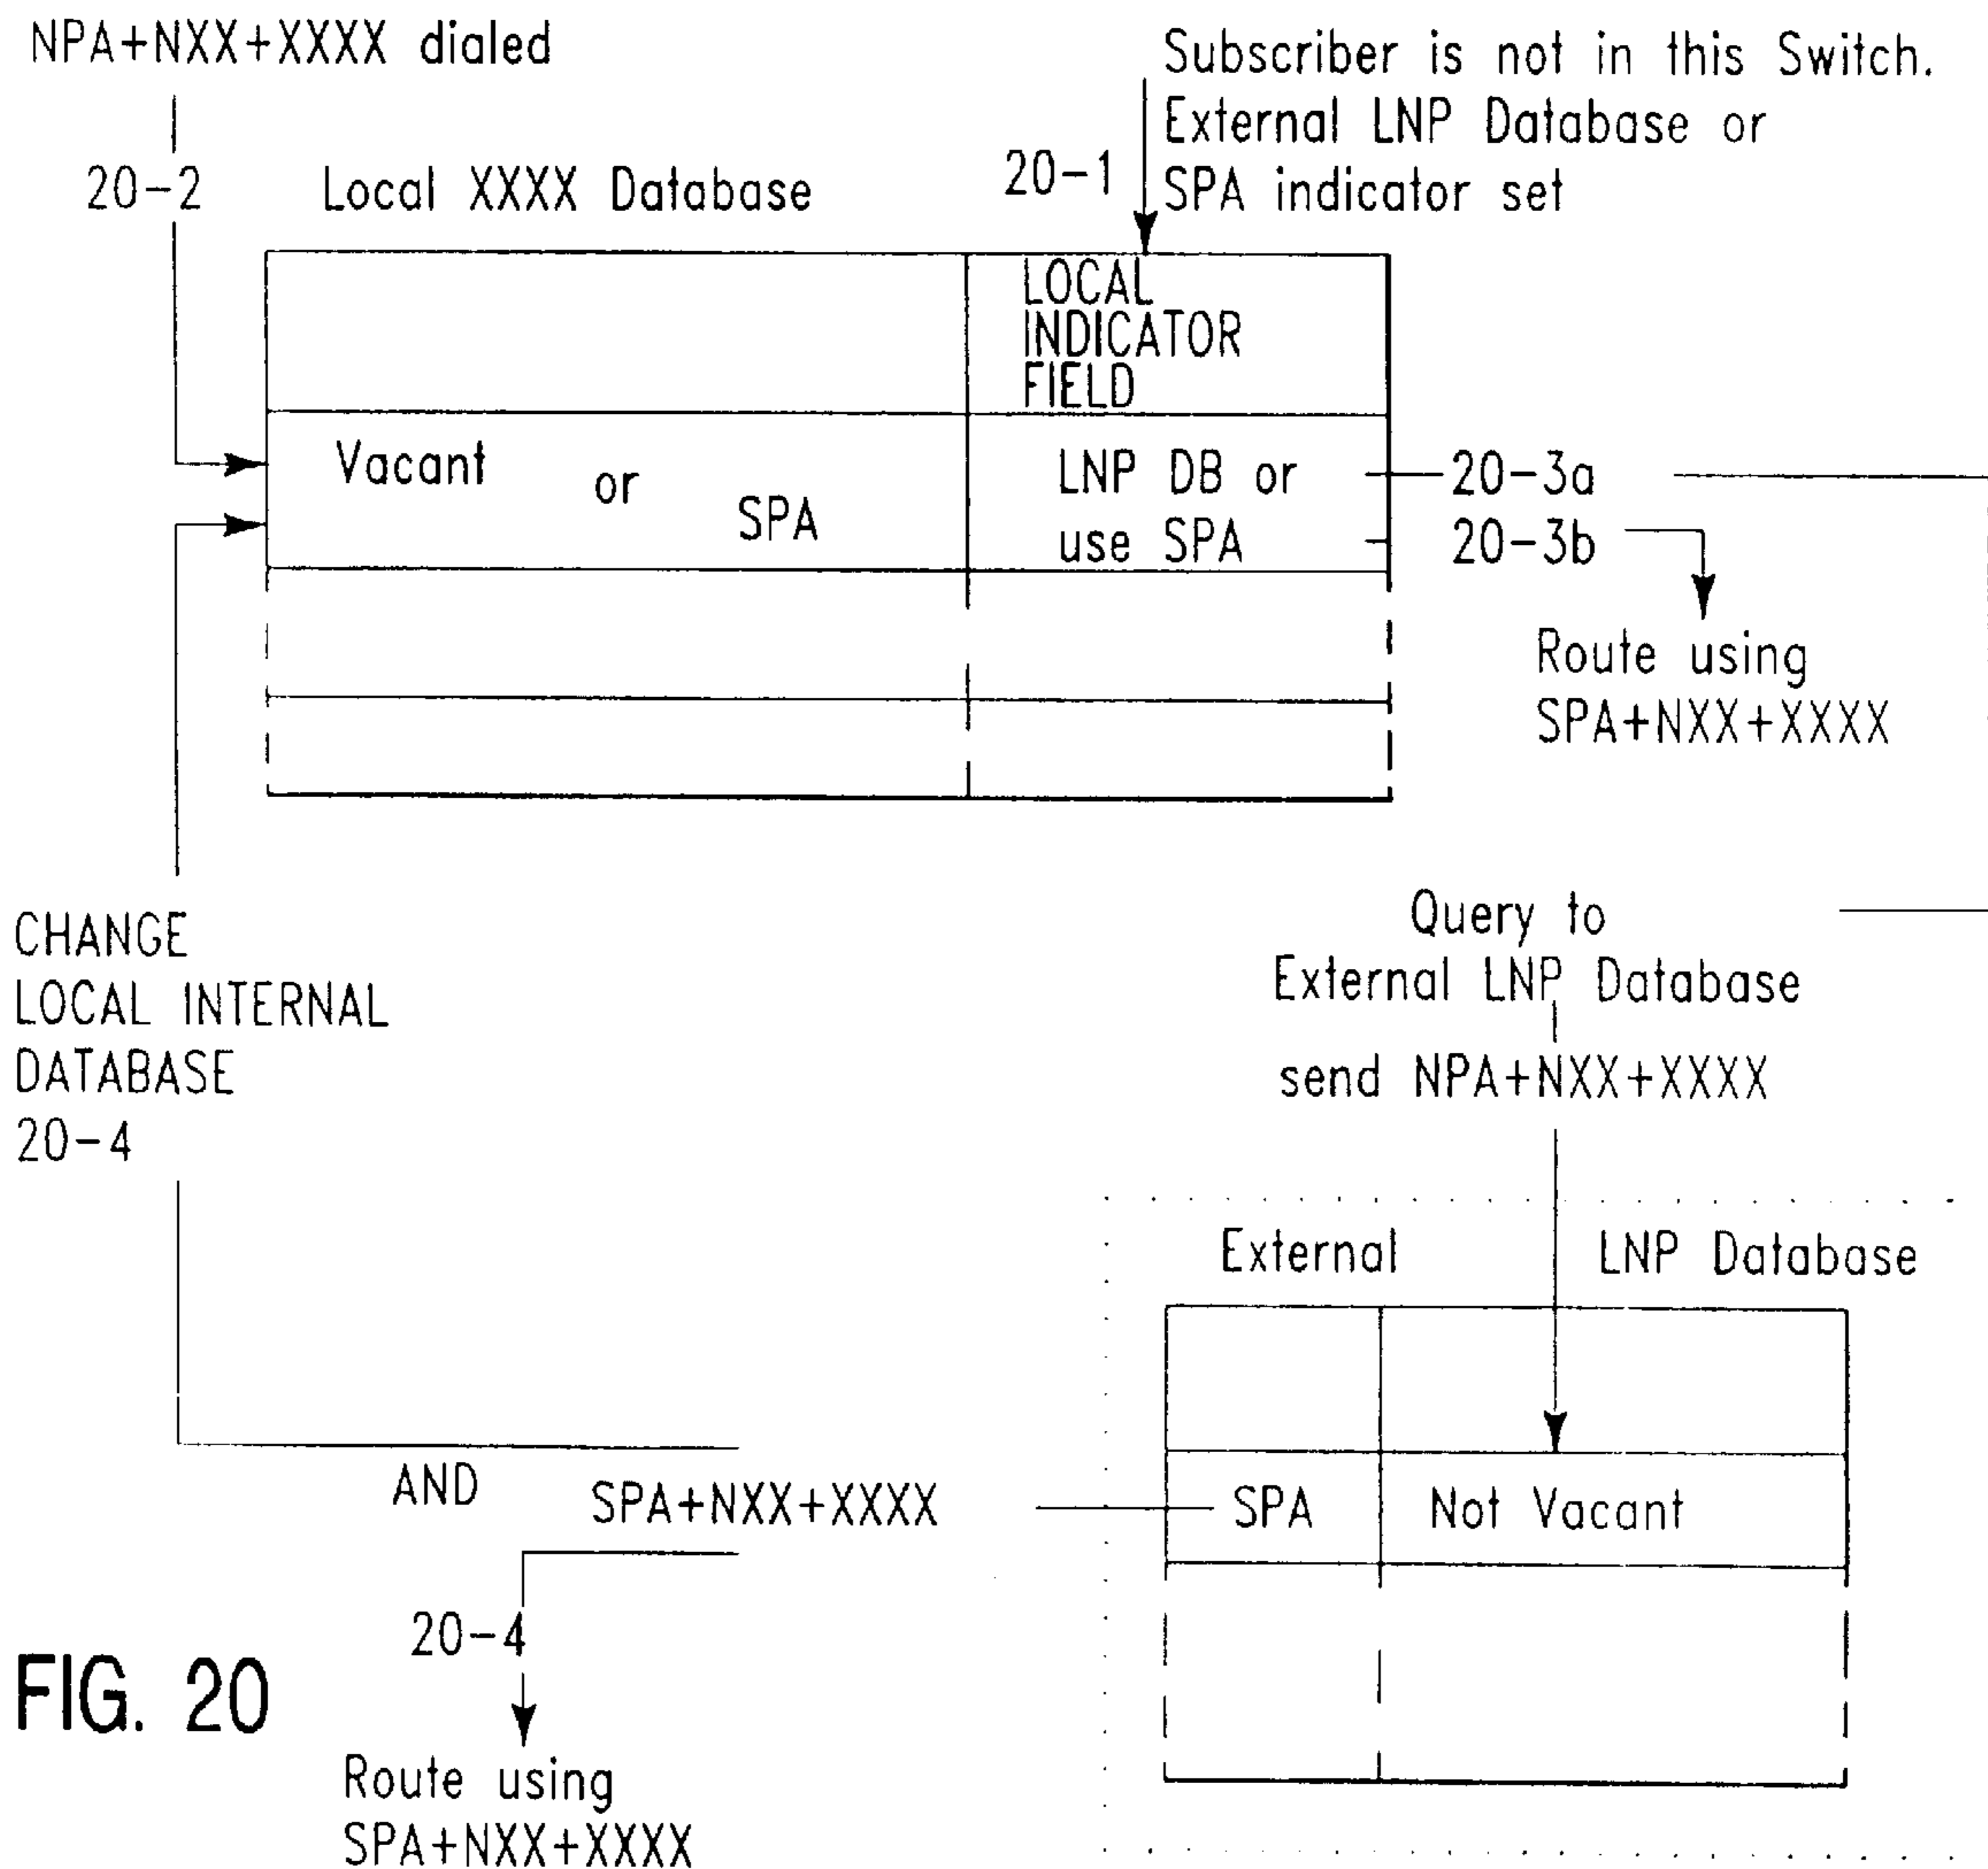 NPA+NXX+XXXX dialed
Subscriber is not in this Switch.
External LNP Database or
SPA indicator set
20-1
20-2
Local XXXX Database
LOCAL
INDICATOR
FIELD
Vacant or SPA
LNP DB or
use SPA
20-3a
20-3b
Route using
SPA+NXX+XXXX
CHANGE
LOCAL INTERNAL
DATABASE
20-4
Query to
External LNP Database
send NPA+NXX+XXXX
External LNP Database
SPA Not Vacant
AND SPA+NXX+XXXX
20-4
Route using
SPA+NXX+XXXX
FIG. 20